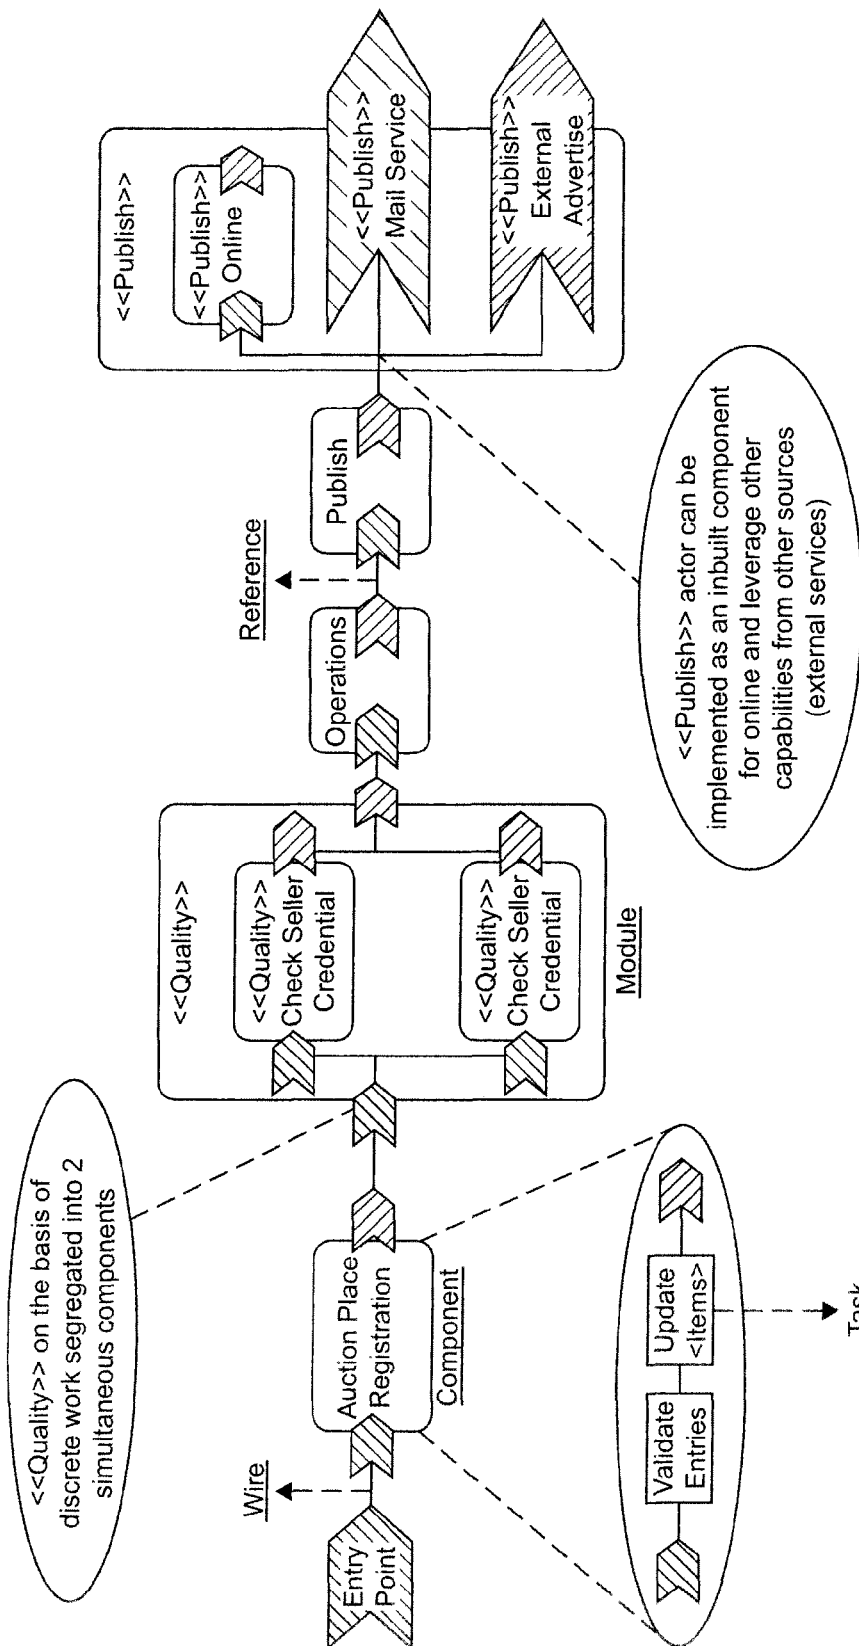 <<Quality>> on the basis of
discrete work segregated into 2
simultaneous components
Entry
Point
Wire
Auction Place
Registration
Component
Validate
Entries
Update
<Items>
Task
<<Quality>>
<<Quality>>
Check Seller
Credential
<<Quality>>
Check Seller
Credential
Module
Operations
Reference
Publish
<<Publish>>
<<Publish>>
Online
<<Publish>>
Mail Service
<<Publish>>
External
Advertise
<<Publish>> actor can be
implemented as an inbuilt component
for online and leverage other
capabilities from other sources
(external services)